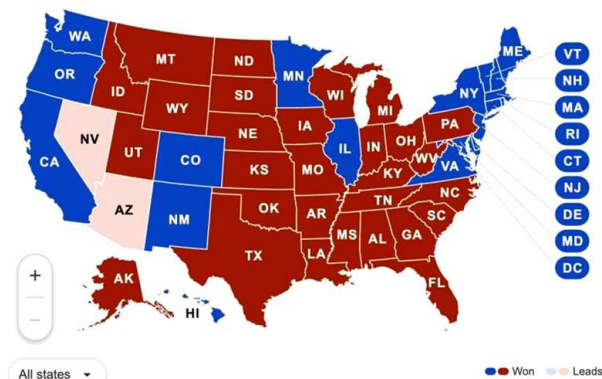 WA
ME
VT
MT
ND
OR
MN
NH
ID
SD
WI
NY
MA
WY
MI
RI
NV
NE
IA
PA
CT
IL
IN
OH
UT
CO
CA
WV
VA
NJ
KS
MO
KY
DE
NC
TN
AZ
NM
OK
AR
SC
MD
MS
AL
GA
DC
TX
LA
AK
FL
+
HI
−
All states
Won
Leads